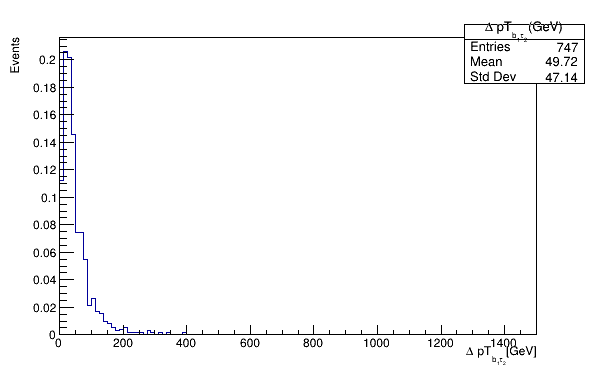 Δ pT b₁τ₂ (GeV)
Entries 747
Mean 49.72
Std Dev 47.14
Events
0.2
0.18
0.16
0.14
0.12
0.1
0.08
0.06
0.04
0.02
0
0 200 400 600 800 1000 1200 1400
Δ pT b₁τ₂ [GeV]